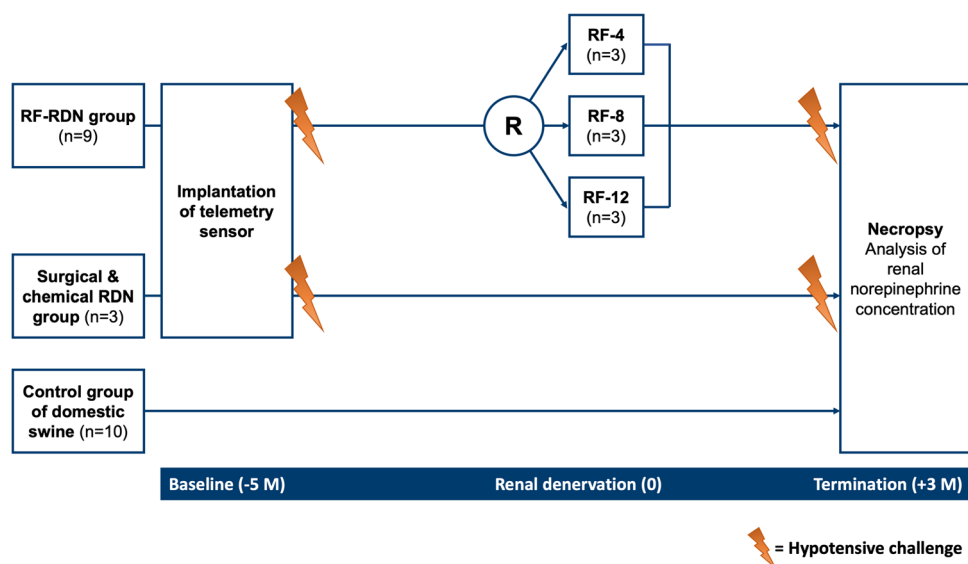 RF-RDN group
(n=9)
Surgical &
chemical RDN
group (n=3)
Control group
of domestic
swine (n=10)
Implantation
of telemetry
sensor
R
RF-4
(n=3)
RF-8
(n=3)
RF-12
(n=3)
Necropsy
Analysis of
renal
norepinephrine
concentration
Baseline (-5 M)
Renal denervation (0)
Termination (+3 M)
= Hypotensive challenge